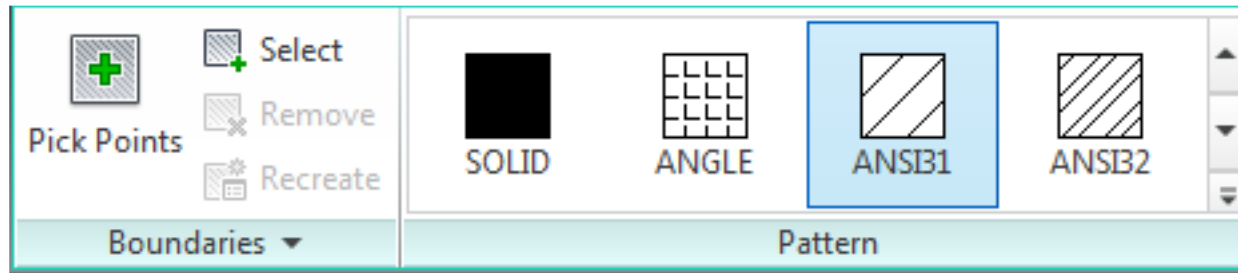 Pick Points
Select
Remove
Recreate
Boundaries
SOLID
ANGLE
ANSI31
ANSI32
Pattern